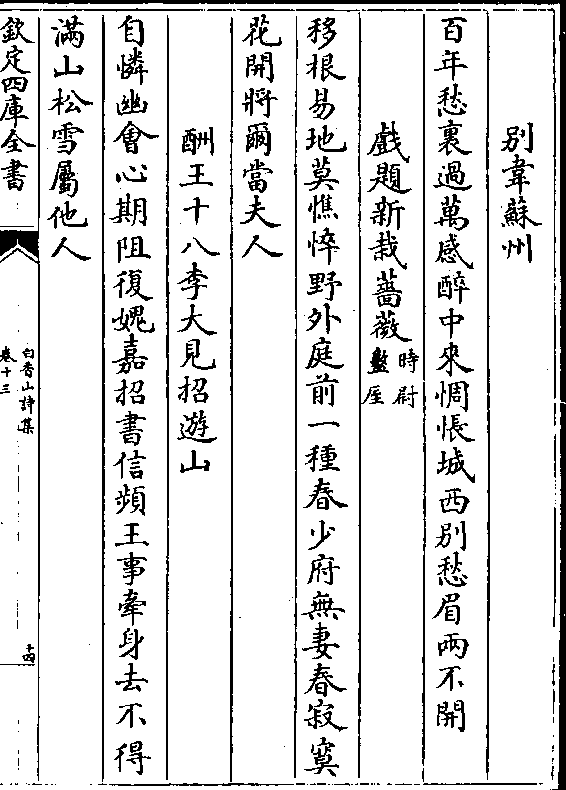 别韋蘇州
百年愁裏過萬感醉中來惆悵城西别愁眉兩不開
戲題新栽薔薇時尉盩厔
移根易地莫憔悴野外庭前一種春少府無妻春寂寞
花開將爾當夫人
酬王十八李大見招遊山
自憐幽會心期阻復媿嘉招書信頻王事牽身去不得
滿山松雪屬他人
欽定四庫全書
白香山詩集
卷十三
十四